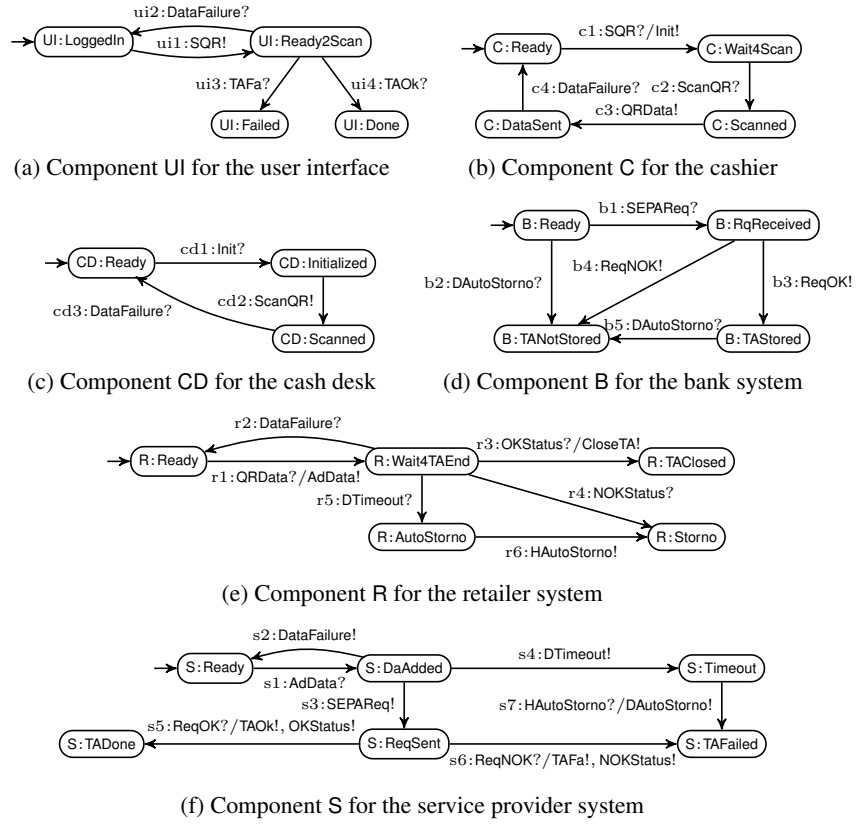 ui2:DataFailure?
UI:LoggedIn
UI:Ready2Scan
ui1:SQR!
ui3:TAFa?
ui4:TAOk?
UI:Failed
UI:Done
(a) Component UI for the user interface
c1:SQR?/Init!
C:Ready
C:Wait4Scan
c4:DataFailure?
c2:ScanQR?
c3:QRData!
C:DataSent
C:Scanned
(b) Component C for the cashier
cd1:Init?
CD:Ready
CD:Initialized
cd2:ScanQR!
cd3:DataFailure?
CD:Scanned
(c) Component CD for the cash desk
b1:SEPAReq?
B:Ready
B:RqReceived
b4:ReqNOK!
b2:DAutoStorno?
b3:ReqOK!
b5:DAutoStorno?
B:TANotStored
B:TAStored
(d) Component B for the bank system
r2:DataFailure?
r3:OKStatus?/CloseTA!
R:Ready
R:Wait4TAEnd
R:TAClosed
r1:QRData?/AdData!
r5:DTimeout?
r4:NOKStatus?
R:AutoStorno
R:Storno
r6:HAutoStorno!
(e) Component R for the retailer system
s2:DataFailure!
s4:DTimeout!
S:Ready
S:DaAdded
S:Timeout
s1:AdData?
s3:SEPAReq!
s7:HAutoStorno?/DAutoStorno!
s5:ReqOK?/TAOk!, OKStatus!
S:TADone
S:ReqSent
S:TAFailed
s6:ReqNOK?/TAFa!, NOKStatus!
(f) Component S for the service provider system